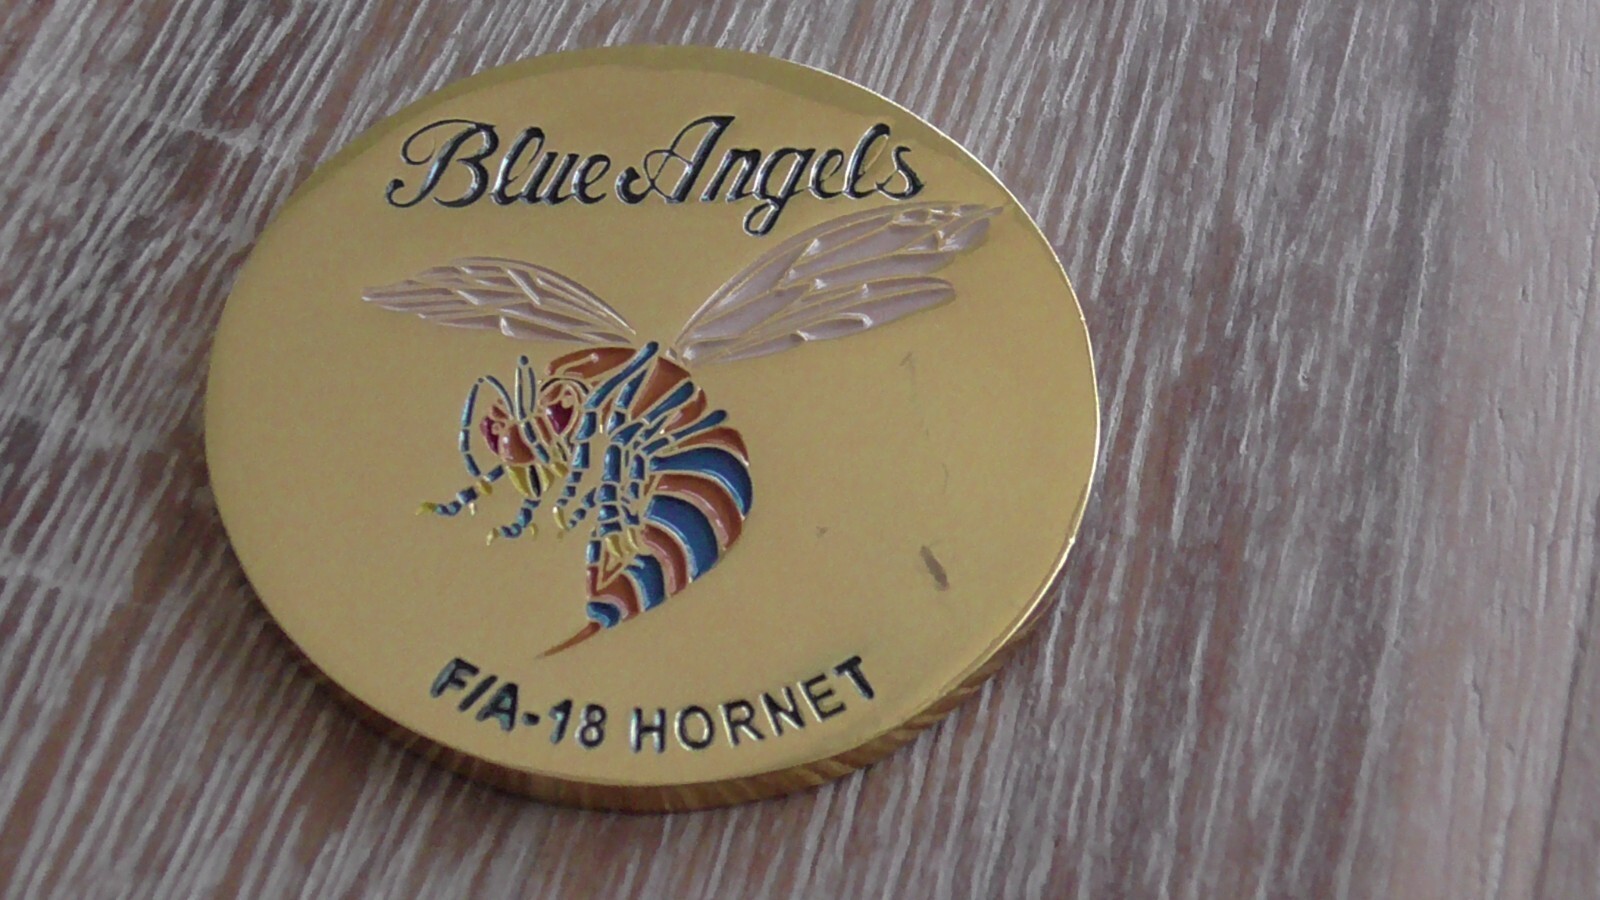 Blue Angels
F/A-18 HORNET